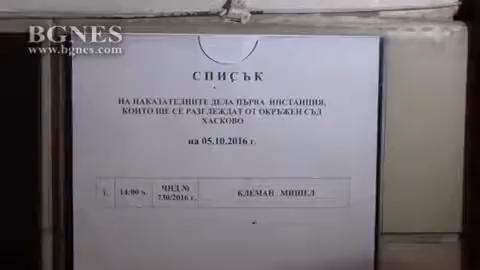 BGNES
www.bgnes.com
СПИСЪК
НА НАКАЗАТЕЛНИТЕ ДЕЛА ПЪРВА ИНСТАНЦИЯ,
КОИТО ЩЕ СЕ РАЗГЛЕЖДАТ ОТ ОКРЪЖЕН СЪД
ХАСКОВО
на 05.10.2016 г.
1. 14:00 ч. ЧНД № 730/2016 г. КЛЕМАН МИШЕЛ